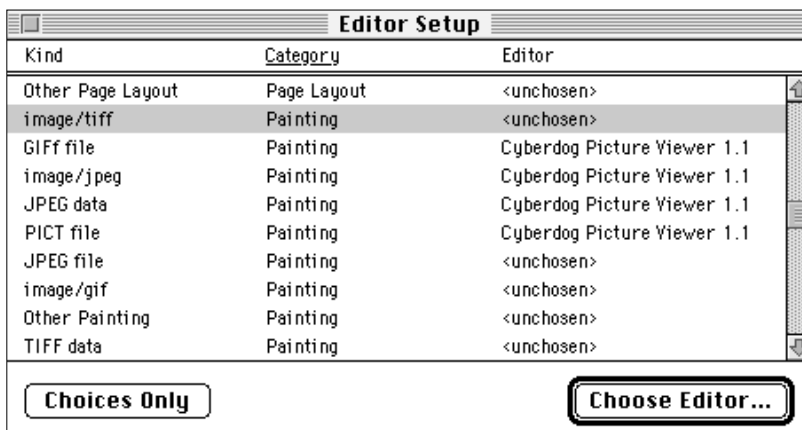 Editor Setup
Kind Category Editor
Other Page Layout Page Layout <unchosen>
image/tiff Painting <unchosen>
GIFf file Painting Cyberdog Picture Viewer 1.1
image/jpeg Painting Cyberdog Picture Viewer 1.1
JPEG data Painting Cyberdog Picture Viewer 1.1
PICT file Painting Cyberdog Picture Viewer 1.1
JPEG file Painting <unchosen>
image/gif Painting <unchosen>
Other Painting Painting <unchosen>
TIFF data Painting <unchosen>
Choices Only Choose Editor...